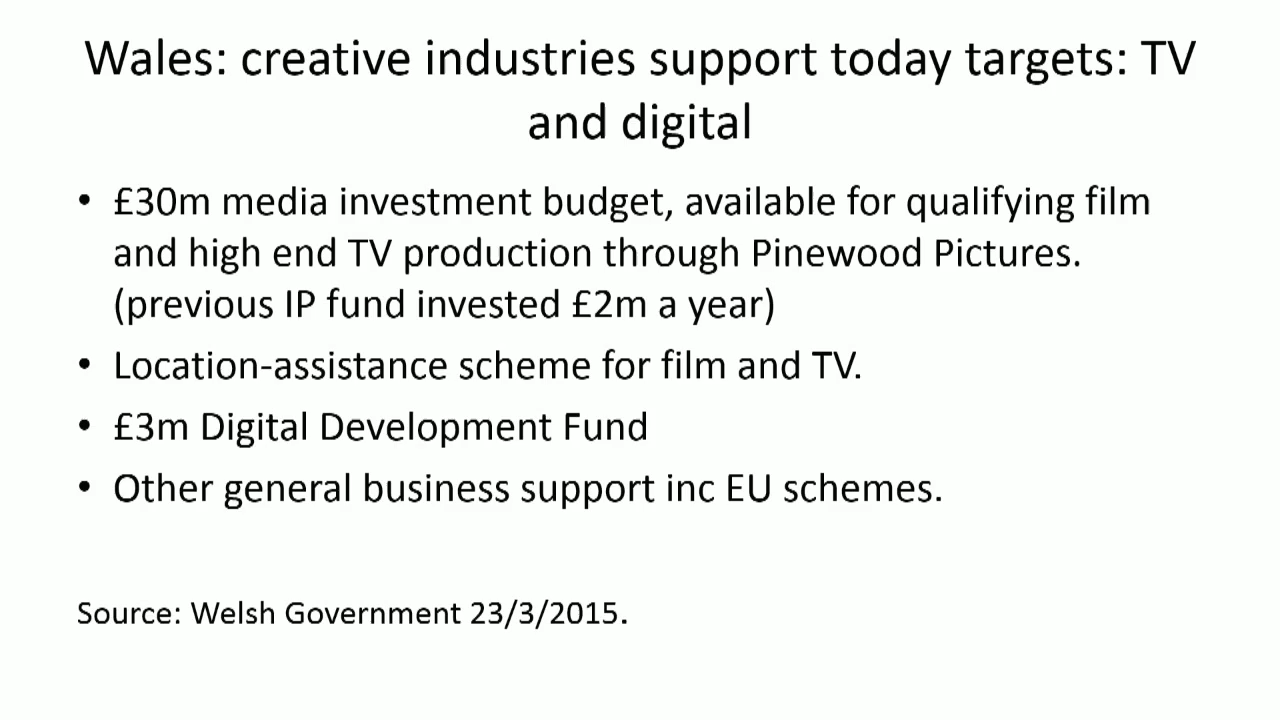 Wales: creative industries support today targets: TV
and digital
• £30m media investment budget, available for qualifying film
and high end TV production through Pinewood Pictures.
(previous IP fund invested £2m a year)
• Location-assistance scheme for film and TV.
• £3m Digital Development Fund
• Other general business support inc EU schemes.
Source: Welsh Government 23/3/2015.